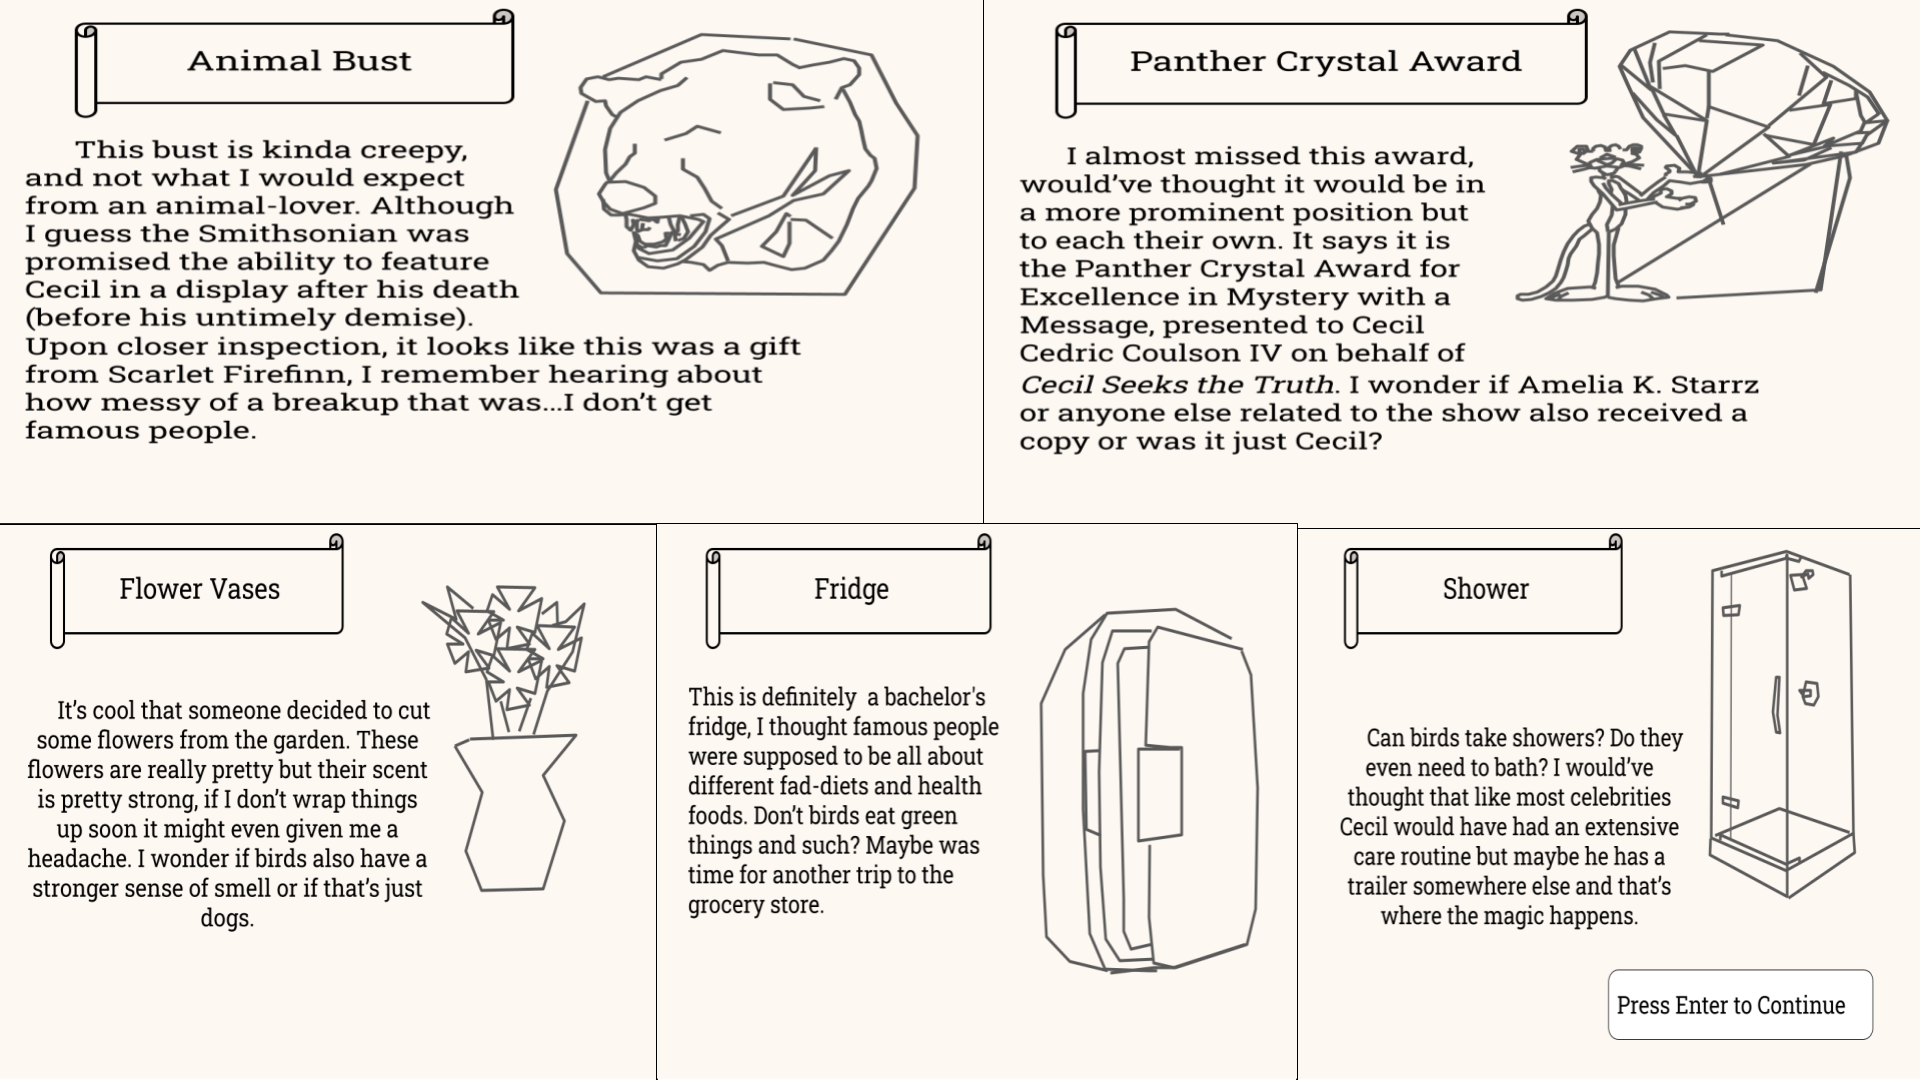 Animal Bust
This bust is kinda creepy,
and not what I would expect
from an animal-lover. Although
I guess the Smithsonian was
promised the ability to feature
Cecil in a display after his death
(before his untimely demise).
Upon closer inspection, it looks like this was a gift
from Scarlet Firefinn, I remember hearing about
how messy of a breakup that was...I don't get
famous people.
Panther Crystal Award
I almost missed this award,
would've thought it would be in
a more prominent position but
to each their own. It says it is
the Panther Crystal Award for
Excellence in Mystery with a
Message, presented to Cecil
Cedric Coulson IV on behalf of
Cecil Seeks the Truth. I wonder if Amelia K. Starrz
or anyone else related to the show also received a
copy or was it just Cecil?
Flower Vases
It's cool that someone decided to cut
some flowers from the garden. These
flowers are really pretty but their scent
is pretty strong, if I don't wrap things
up soon it might even given me a
headache. I wonder if birds also have a
stronger sense of smell or if that's just
dogs.
Fridge
This is definitely  a bachelor's
fridge, I thought famous people
were supposed to be all about
different fad-diets and health
foods. Don't birds eat green
things and such? Maybe was
time for another trip to the
grocery store.
Shower
Can birds take showers? Do they
even need to bath? I would've
thought that like most celebrities
Cecil would have had an extensive
care routine but maybe he has a
trailer somewhere else and that's
where the magic happens.
Press Enter to Continue